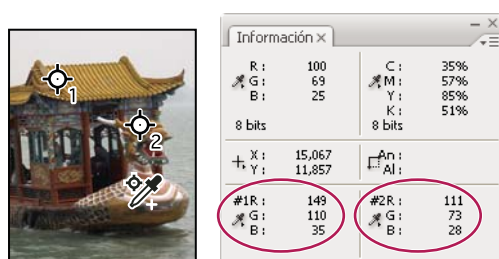 1
2
Información ×
R: 100 C: 35%
G: 69 M: 57%
B: 25 Y: 85%
K: 51%
8 bits 8 bits
X: 15,067 An:
Y: 11,857 Al:
#1R: 149 #2R: 111
G: 110 G: 73
B: 35 B: 28